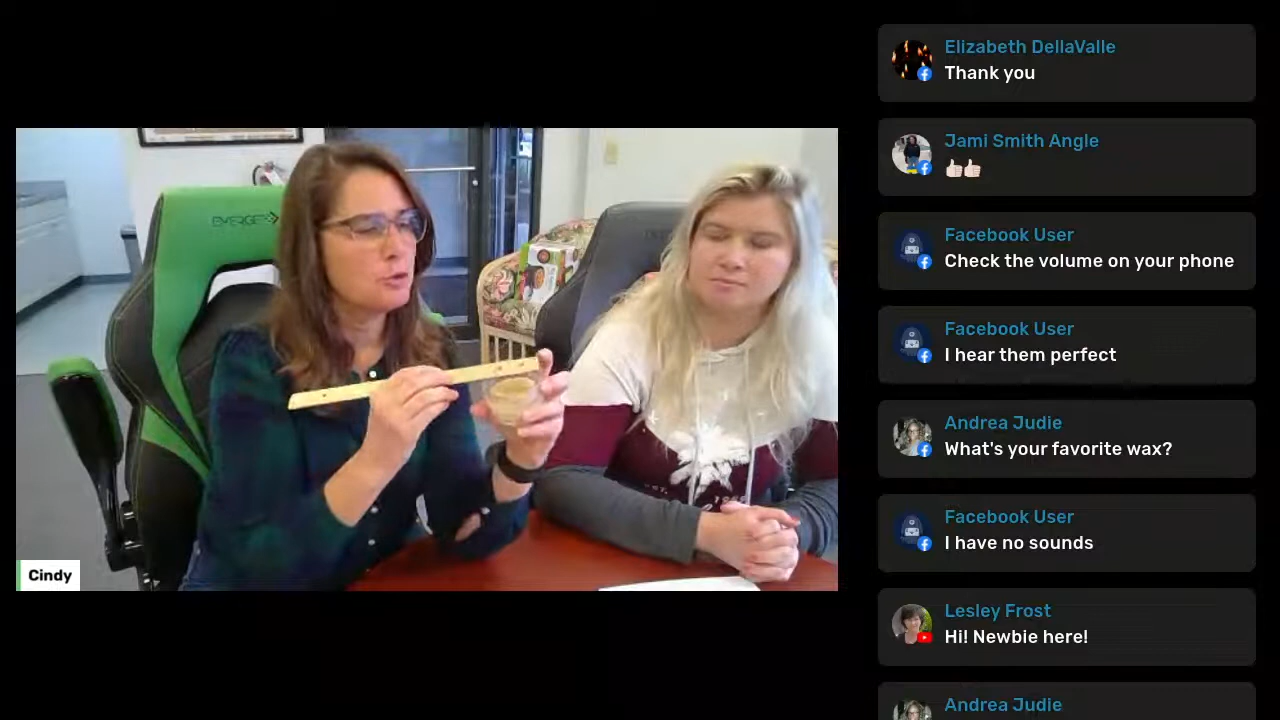 EMERGE
Cindy
Elizabeth DellaValle
Thank you
Jami Smith Angle
👍🏻👍🏻
Facebook User
Check the volume on your phone
Facebook User
I hear them perfect
Andrea Judie
What's your favorite wax?
Facebook User
I have no sounds
Lesley Frost
Hi! Newbie here!
Andrea Judie